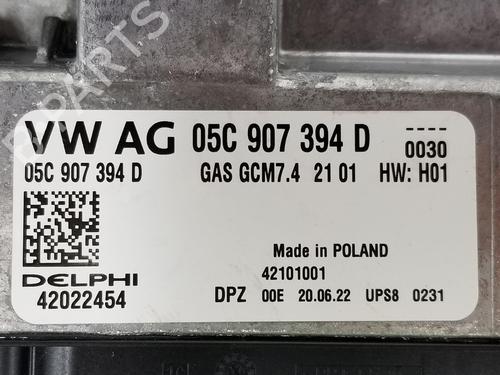 VW AG 05C 907 394 D
-----
0030
-----
05C 907 394 D GAS GCM7.4 21 01 HW: H01
Made in POLAND
DELPHI 42101001
42022454 DPZ 00E 20.06.22 UPS8 0231